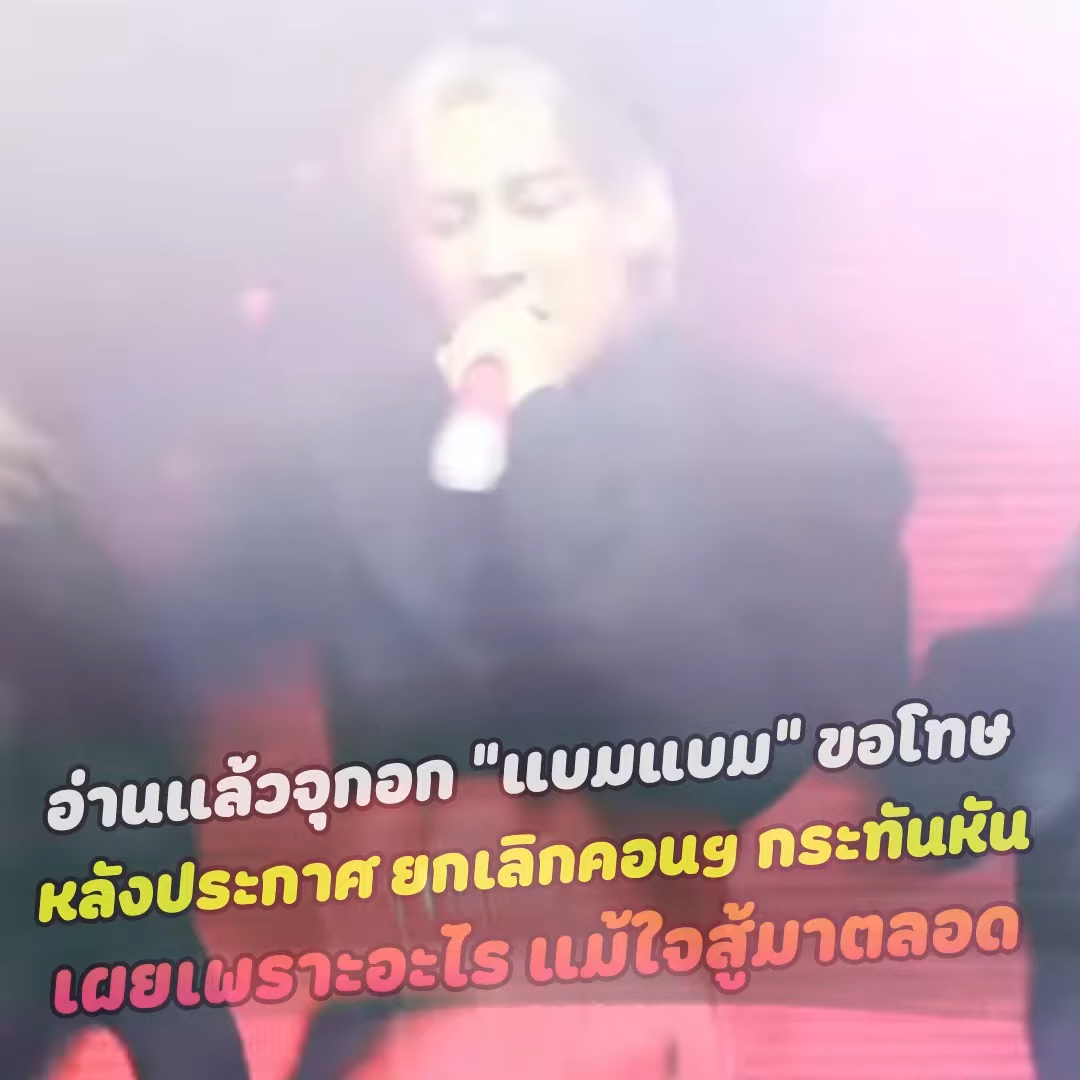 อ่านแล้วจุกอก "แบมแบม" ขอโทษ
หลังประกาศ ยกเลิกคอนฯ กระทันหัน
เผยเพราะอะไร แม้ใจสู้มาตลอด